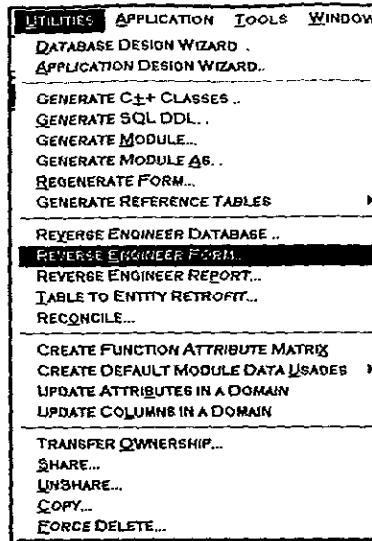 UTILITIES APPLICATION TOOLS WINDOW
DATABASE DESIGN WIZARD..
APPLICATION DESIGN WIZARD..
GENERATE C++ CLASSES..
GENERATE SQL DDL..
GENERATE MODULE...
GENERATE MODULE AS..
REGENERATE FORM...
GENERATE REFERENCE TABLES
REVERSE ENGINEER DATABASE..
REVERSE ENGINEER FORM..
REVERSE ENGINEER REPORT...
TABLE TO ENTITY RETROFIT...
RECONCILE...
CREATE FUNCTION ATTRIBUTE MATRIX
CREATE DEFAULT MODULE DATA USAGES
UPDATE ATTRIBUTES IN A DOMAIN
UPDATE COLUMNS IN A DOMAIN
TRANSFER OWNERSHIP...
SHARE...
UNSHARE...
COPY...
FORCE DELETE...